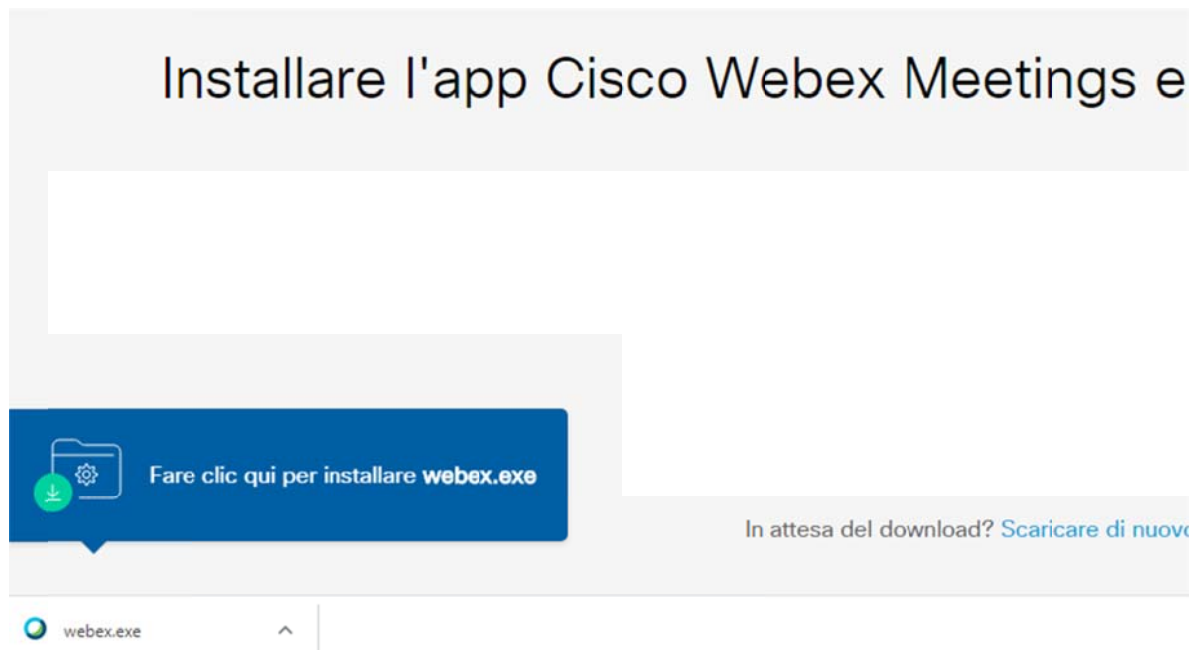 Installare l'app Cisco Webex Meetings e
Fare clic qui per installare webex.exe
In attesa del download? Scaricare di nuovo
webex.exe